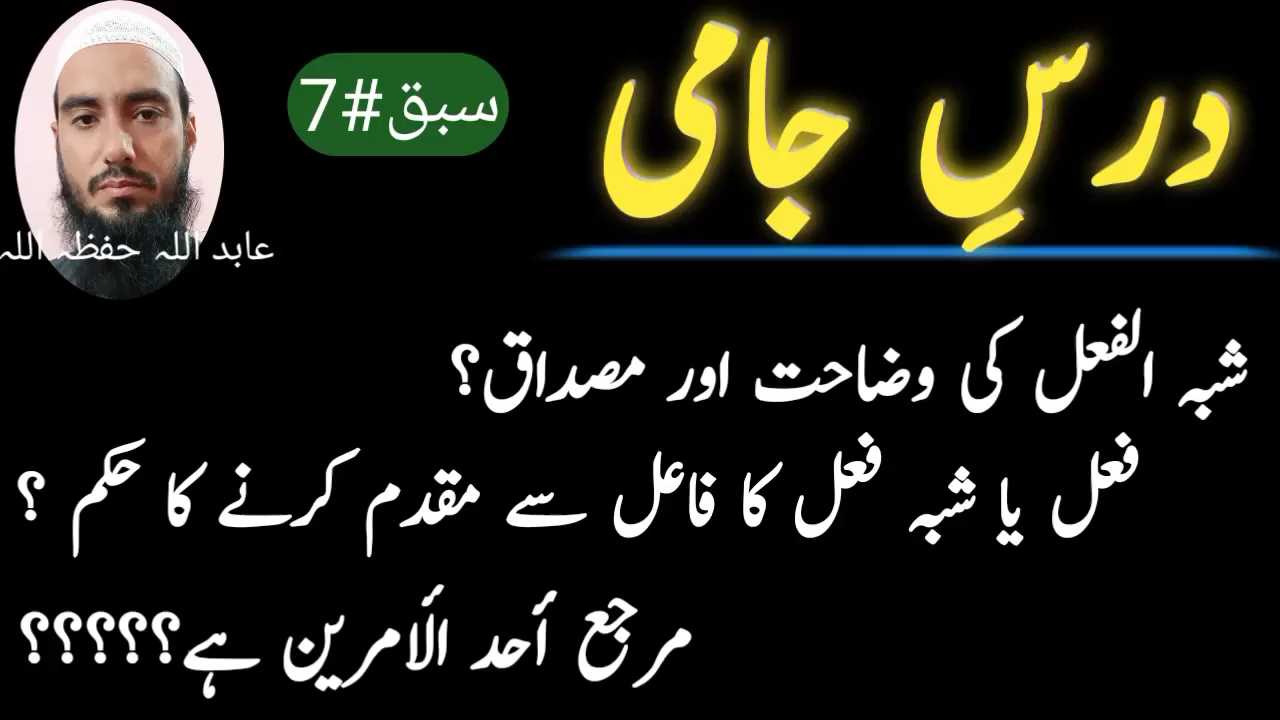 درسِ جامی
سبق#7
عابد اللہ حفظہ اللہ
شبہ الفعل کی وضاحت اور مصداق؟
فعل یا شبہ فعل کا فاعل سے مقدم کرنے کا حکم ؟
مرجع أحد الأمرین ہے؟؟؟؟؟